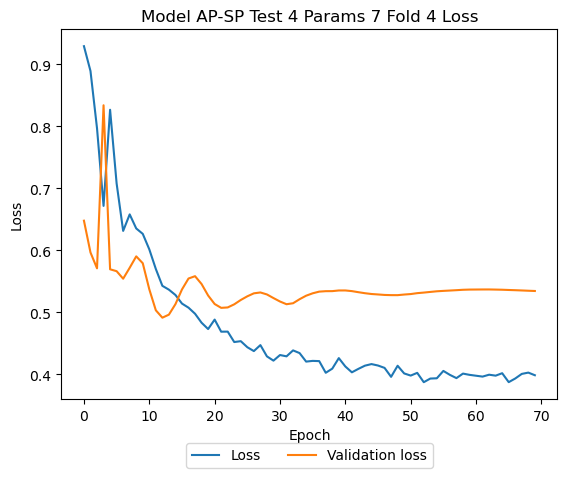 Model AP-SP Test 4 Params 7 Fold 4 Loss
Loss
0.9
0.8
0.7
0.6
0.5
0.4
0 10 20 30 40 50 60 70
Epoch
Loss Validation loss